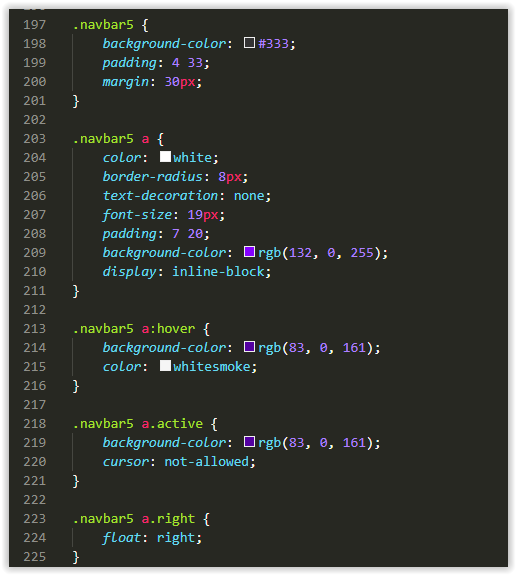 197 .navbar5 {
198 background-color: #333;
199 padding: 4 33;
200 margin: 30px;
201 }
202
203 .navbar5 a {
204 color: white;
205 border-radius: 8px;
206 text-decoration: none;
207 font-size: 19px;
208 padding: 7 20;
209 background-color: rgb(132, 0, 255);
210 display: inline-block;
211 }
212
213 .navbar5 a:hover {
214 background-color: rgb(83, 0, 161);
215 color: whitesmoke;
216 }
217
218 .navbar5 a.active {
219 background-color: rgb(83, 0, 161);
220 cursor: not-allowed;
221 }
222
223 .navbar5 a.right {
224 float: right;
225 }